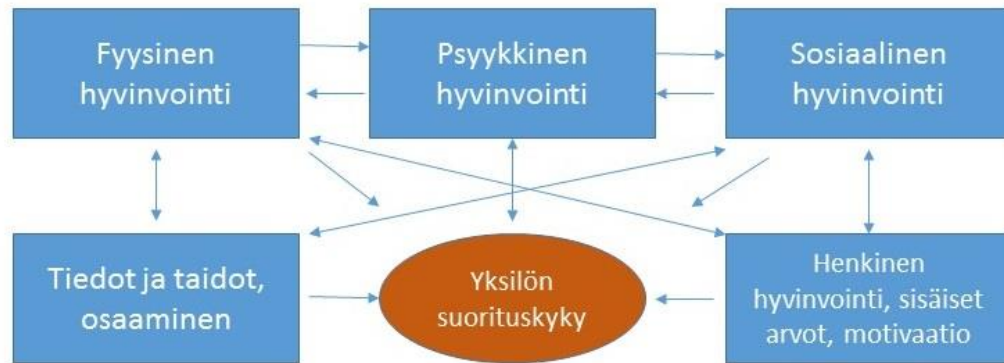 Fyysinen
hyvinvointi
Psyykkinen
hyvinvointi
Sosiaalinen
hyvinvointi
Tiedot ja taidot,
osaaminen
Yksilön
suorituskyky
Henkinen
hyvinvointi, sisäiset
arvot, motivaatio